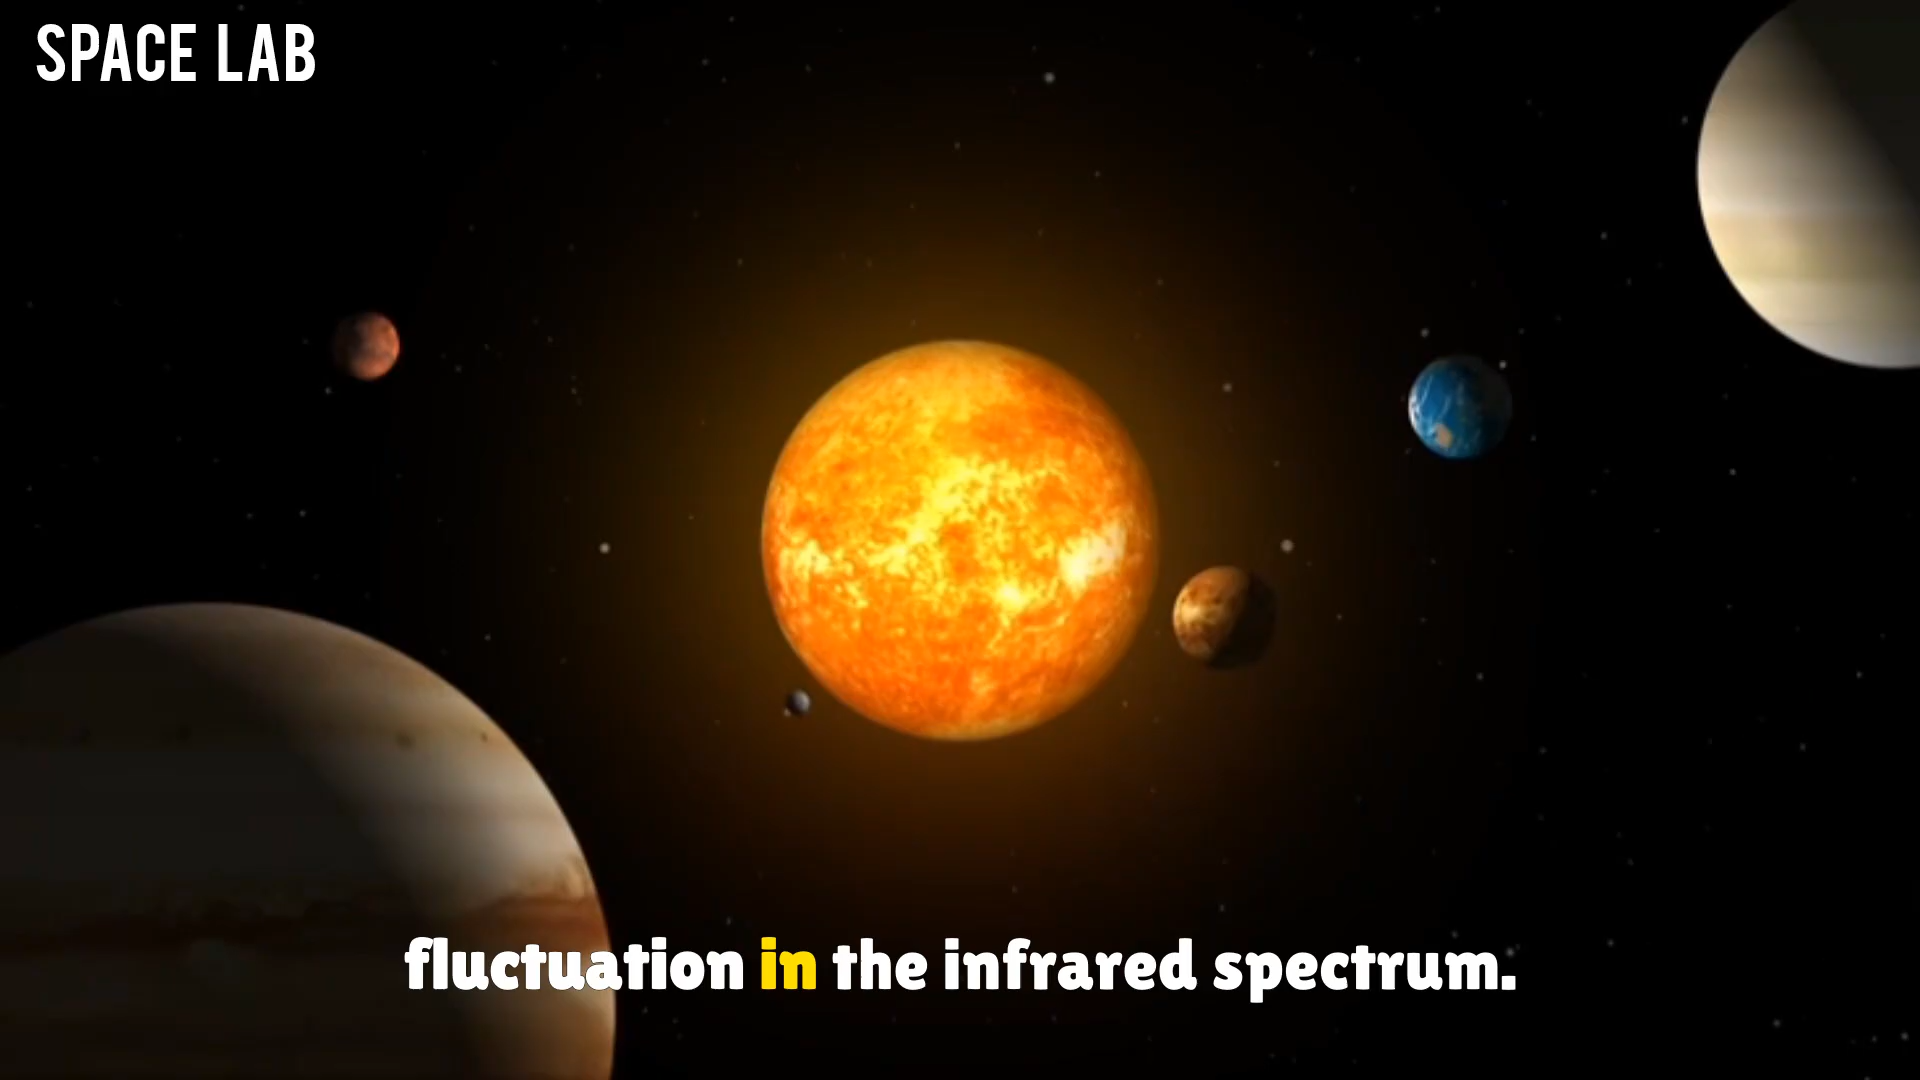 SPACE LAB
fluctuation in the infrared spectrum.